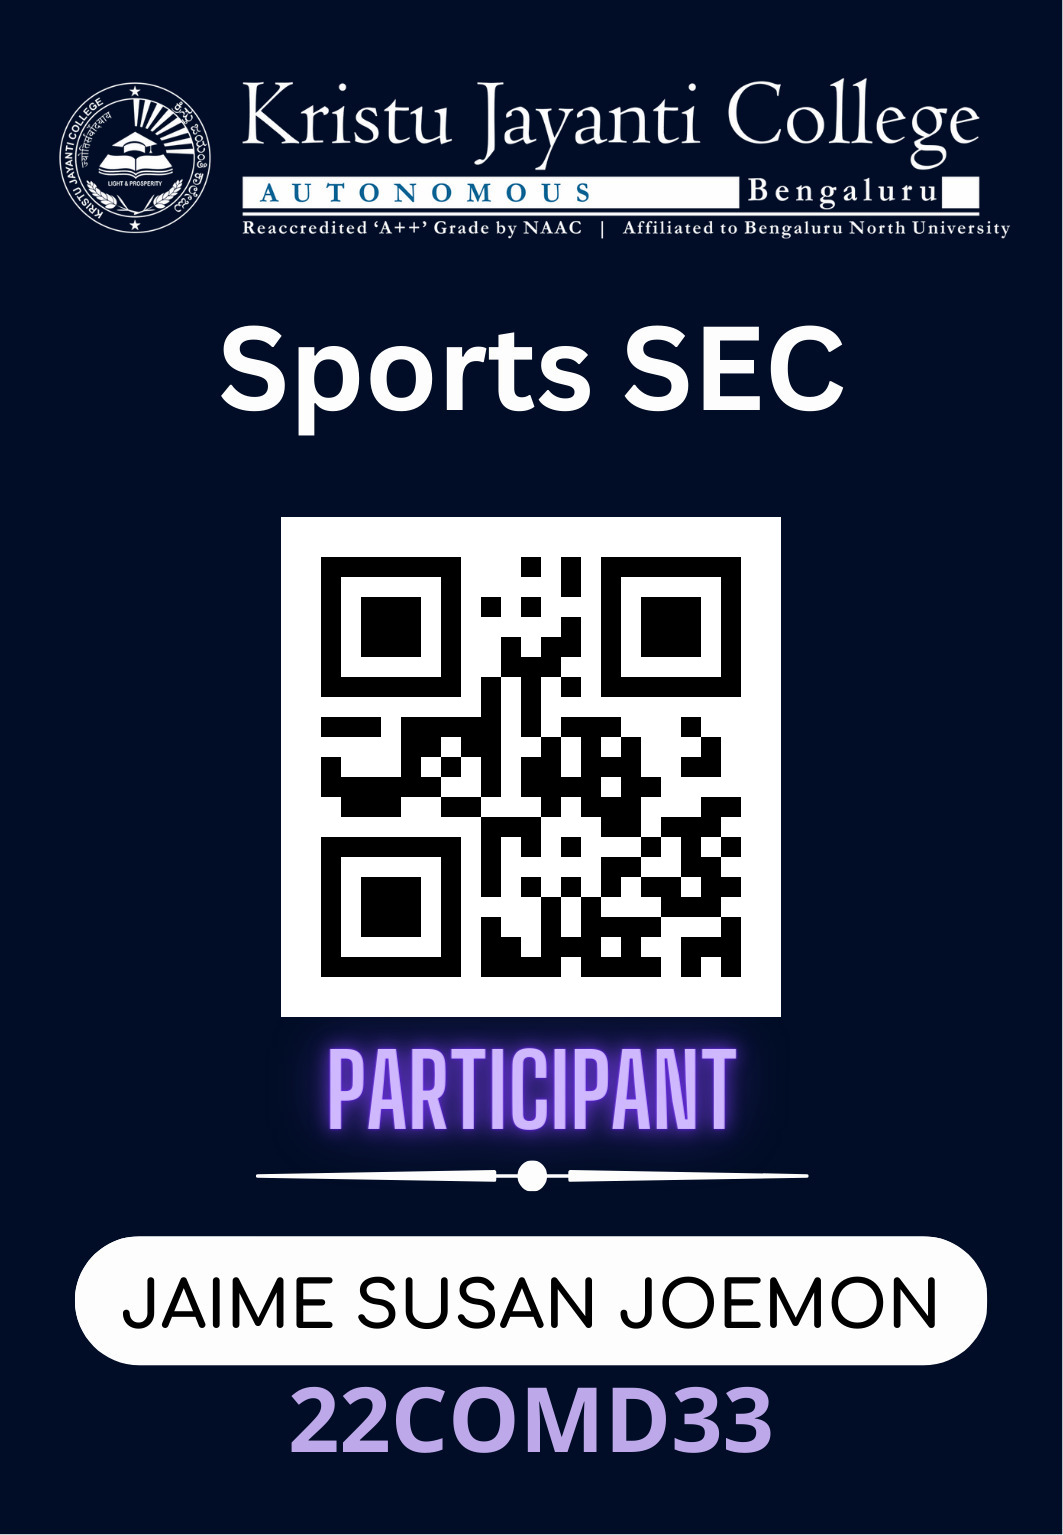 KRISTU JAYANTI COLLEGE
LIGHT & PROSPERITY
Kristu Jayanti College
AUTONOMOUS Bengaluru
Reaccredited ‘A++’ Grade by NAAC | Affiliated to Bengaluru North University
Sports SEC
PARTICIPANT
JAIME SUSAN JOEMON
22COMD33